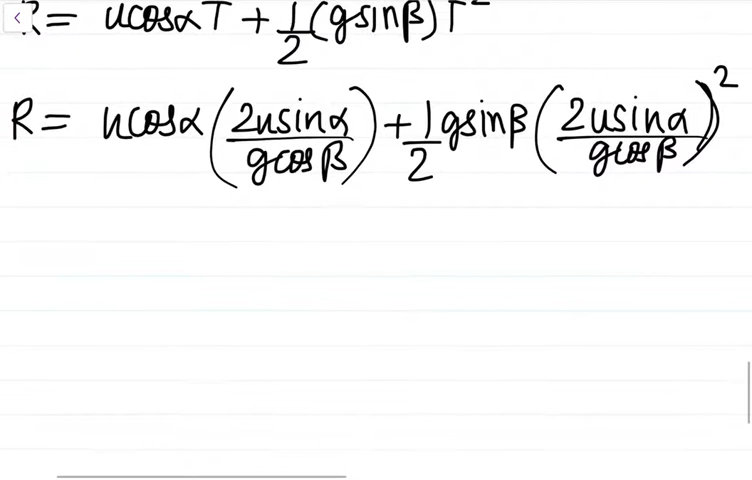 R = ucosα T + 1/2 (gsinβ) T²
R = ucosα (2usinα / gcosβ) + 1/2 gsinβ (2usinα / gcosβ)²